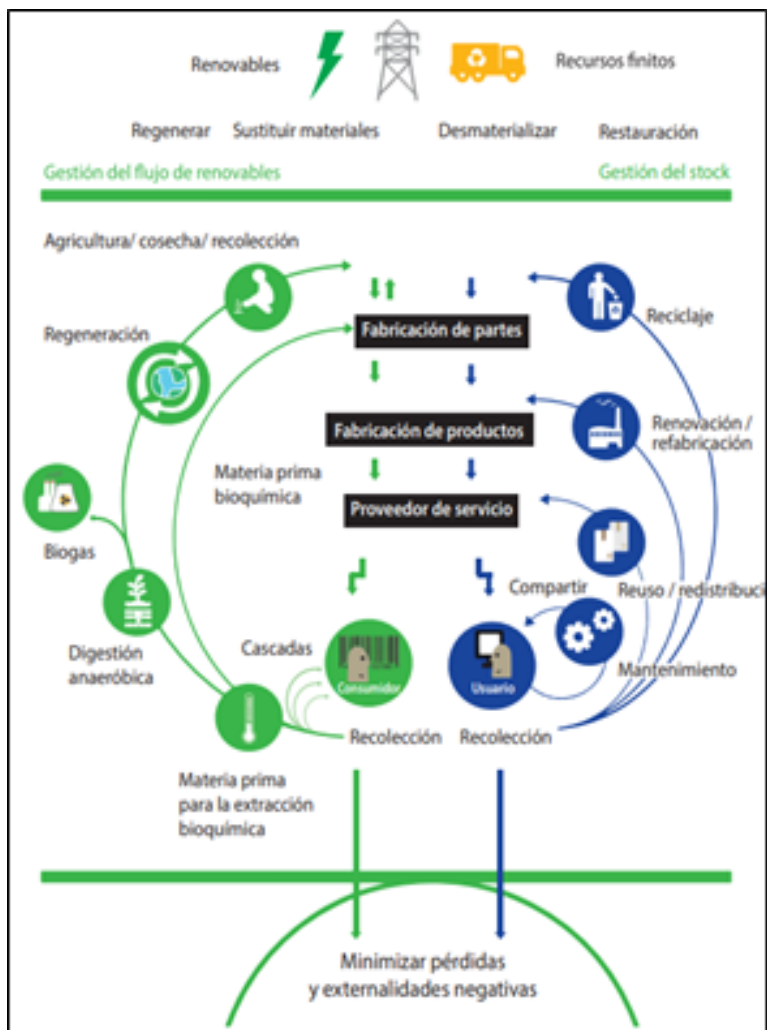 Renovables
Recursos finitos
Regenerar
Sustituir materiales
Desmaterializar
Restauración
Gestión del flujo de renovables
Gestión del stock
Agricultura/ cosecha/ recolección
Reciclaje
Fabricación de partes
Regeneración
Renovación /
refabricación
Fabricación de productos
Materia prima
bioquímica
Proveedor de servicio
Biogas
Compartir
Reuso / redistribuci
Cascadas
Digestión
anaeróbica
Mantenimiento
Consumidor
Usuario
Recolección
Recolección
Materia prima
para la extracción
bioquímica
Minimizar pérdidas
y externalidades negativas